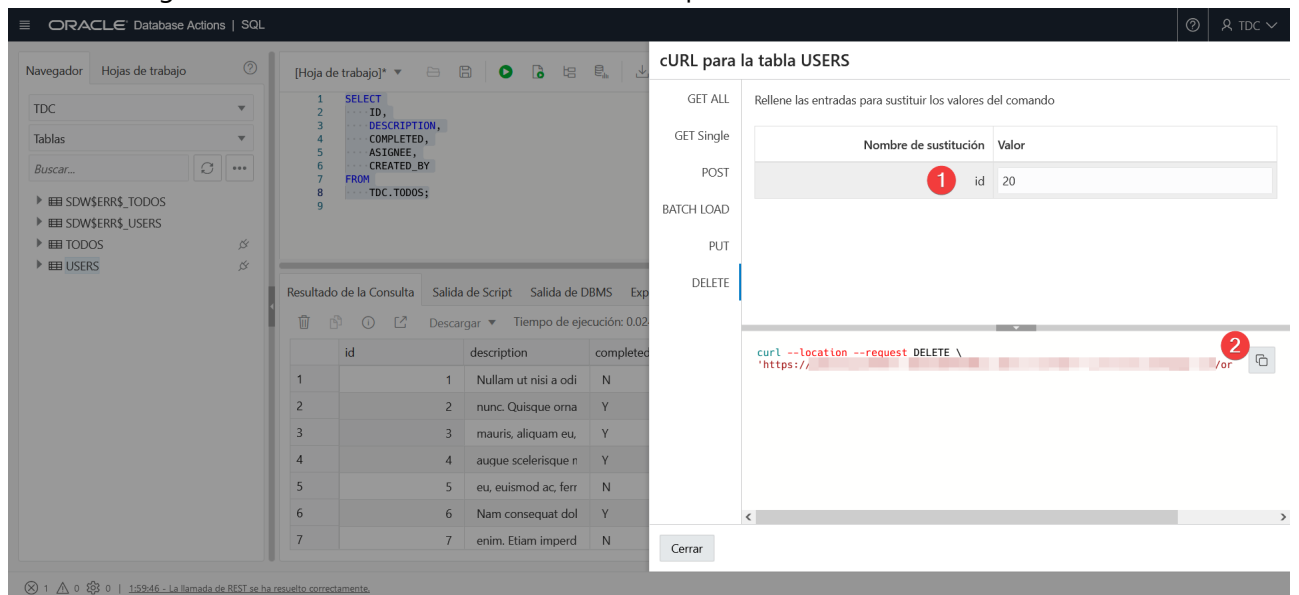 ORACLE Database Actions | SQL
TDC
Navegador Hojas de trabajo
TDC
Tablas
Buscar...
SDW$ERR$_TODOS
SDW$ERR$_USERS
TODOS
USERS
[Hoja de trabajo]*
1 SELECT
2 ID,
3 DESCRIPTION,
4 COMPLETED,
5 ASIGNEE,
6 CREATED_BY
7 FROM
8 TDC.TODOS;
9
Resultado de la Consulta Salida de Script Salida de DBMS Exp
Descargar Tiempo de ejecución: 0.02
id description completed
1 1 Nullam ut nisi a odi N
2 2 nunc. Quisque orna Y
3 3 mauris, aliquam eu, Y
4 4 augue scelerisque n Y
5 5 eu, euismod ac, ferr N
6 6 Nam consequat dol Y
7 7 enim. Etiam imperd N
1 0 0 | 1:59:46 - La llamada de REST se ha resuelto correctamente.
cURL para la tabla USERS
GET ALL
GET Single
POST
BATCH LOAD
PUT
DELETE
Rellene las entradas para sustituir los valores del comando
Nombre de sustitución Valor
1 id 20
2
curl --location --request DELETE \
'https:// /or
Cerrar